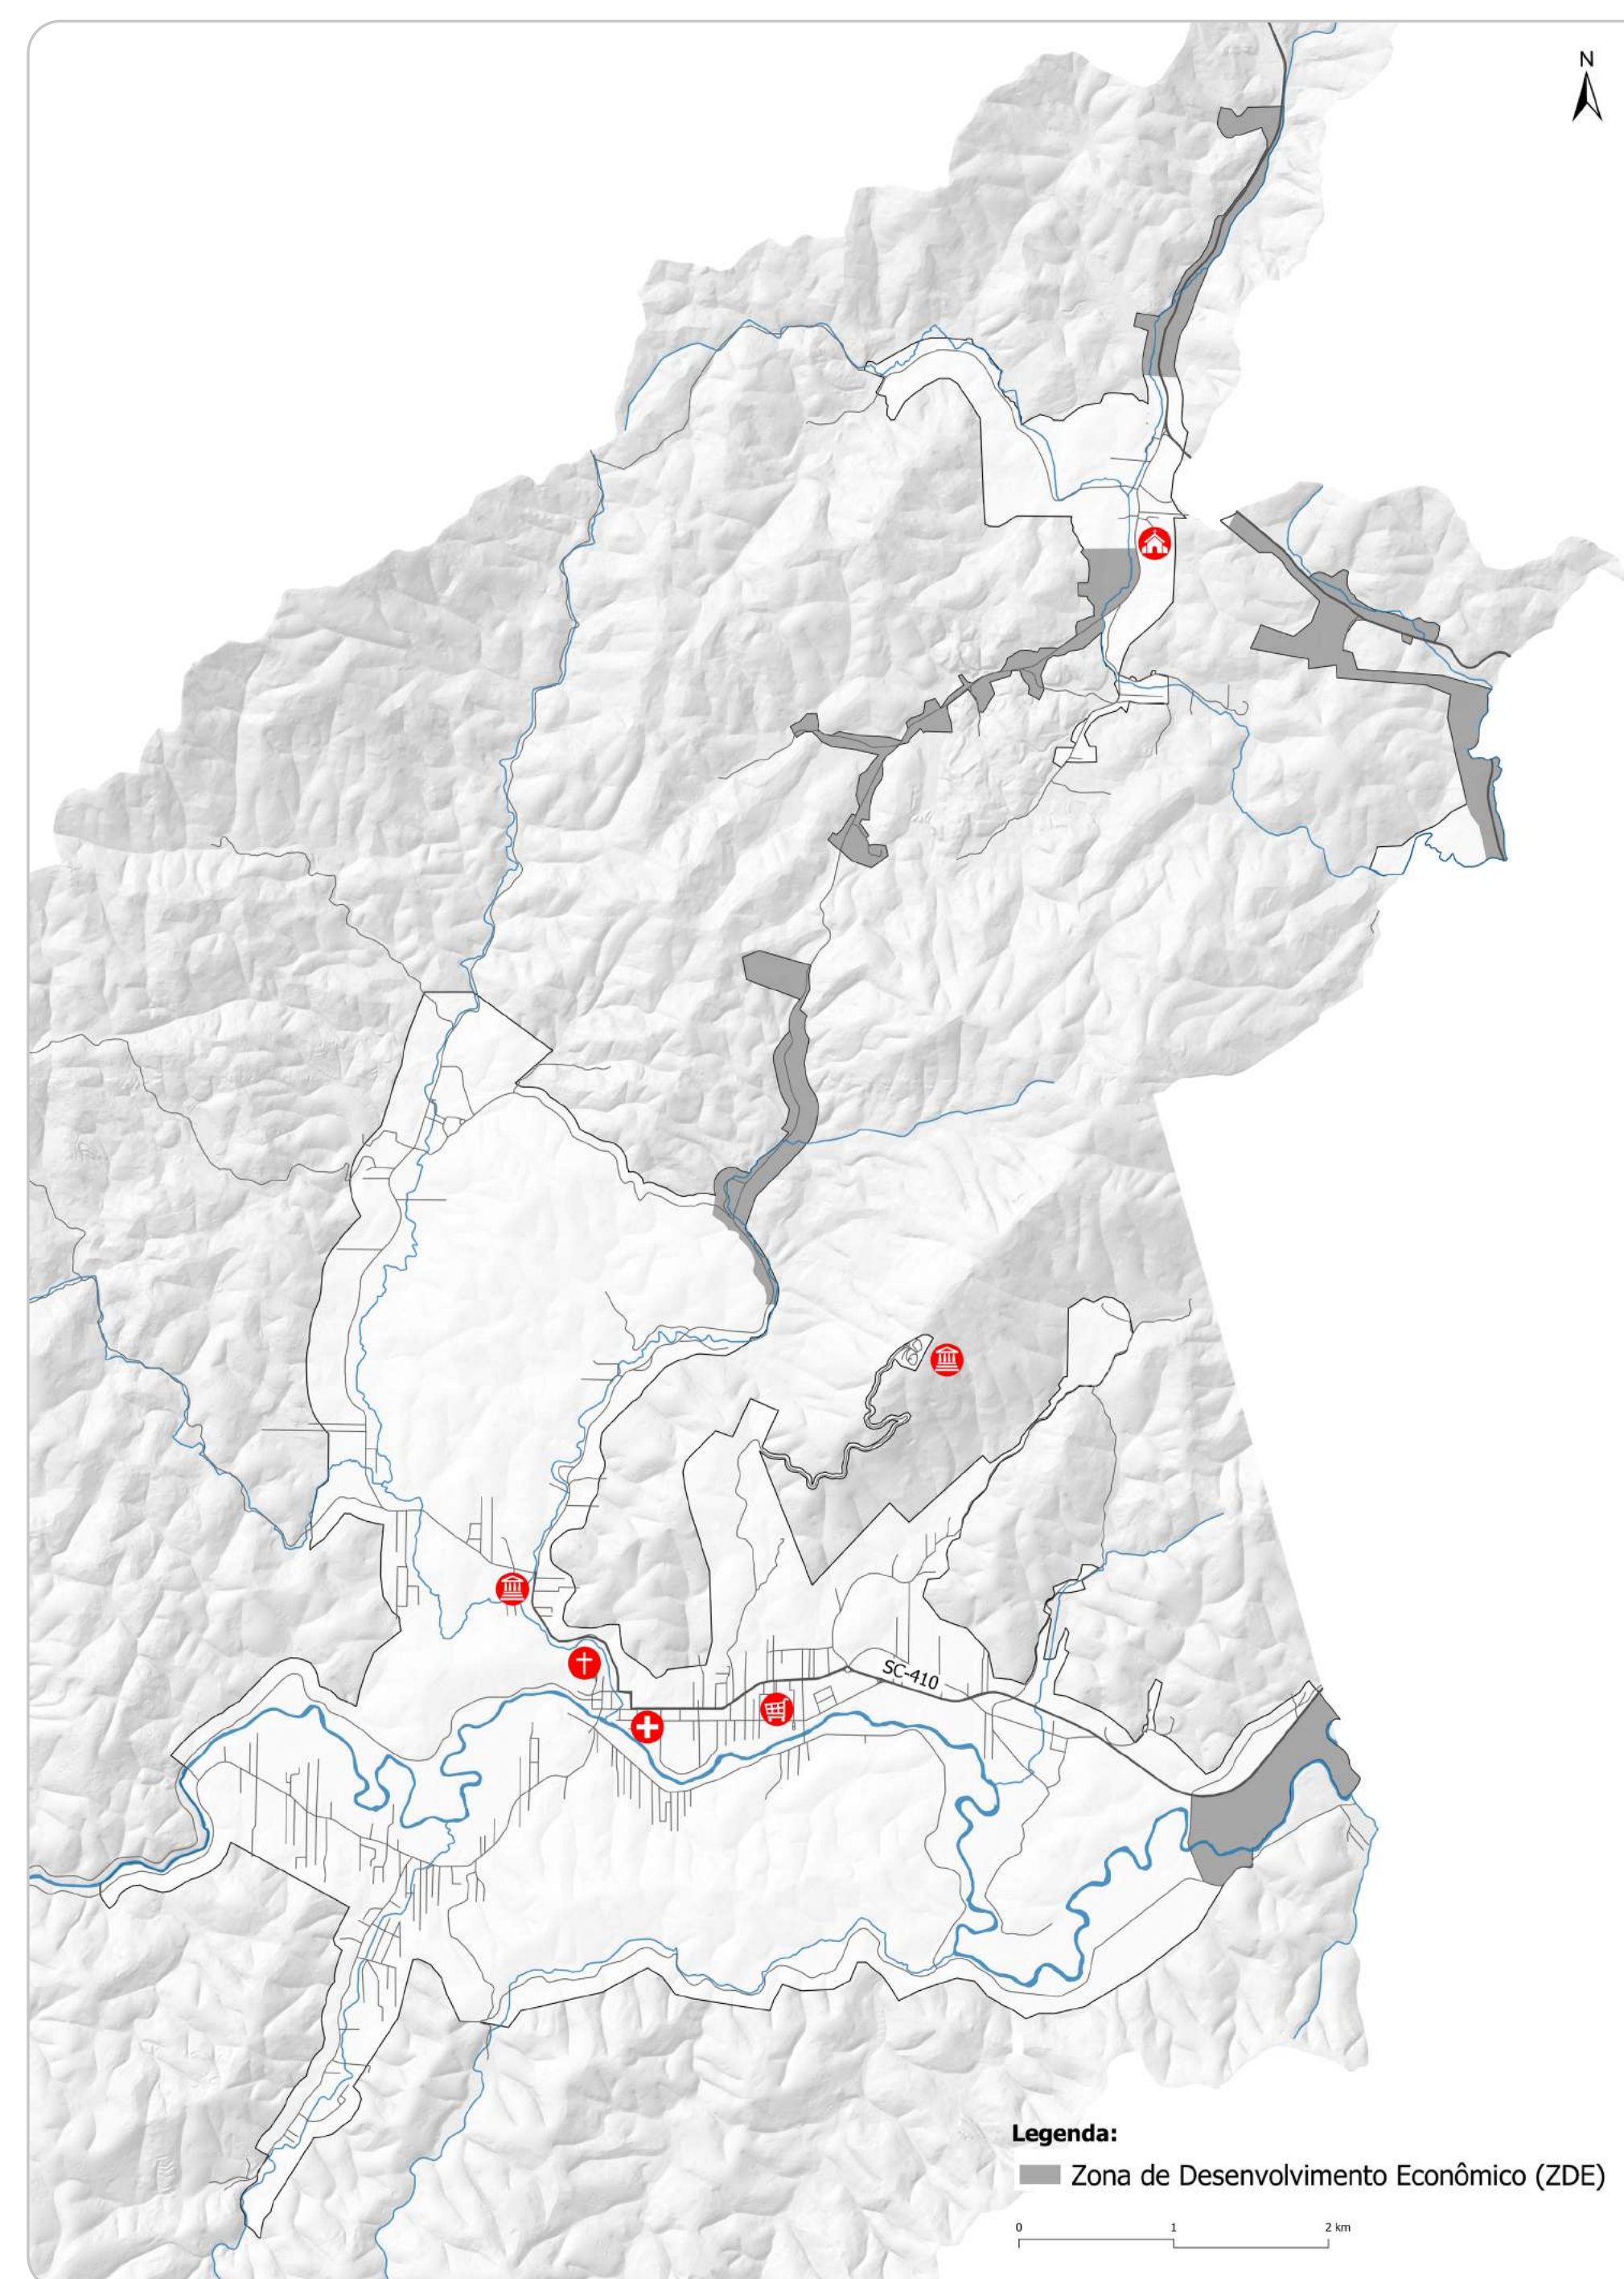 N
SC-410
Legenda:
Zona de Desenvolvimento Econômico (ZDE)
0 1 2 km